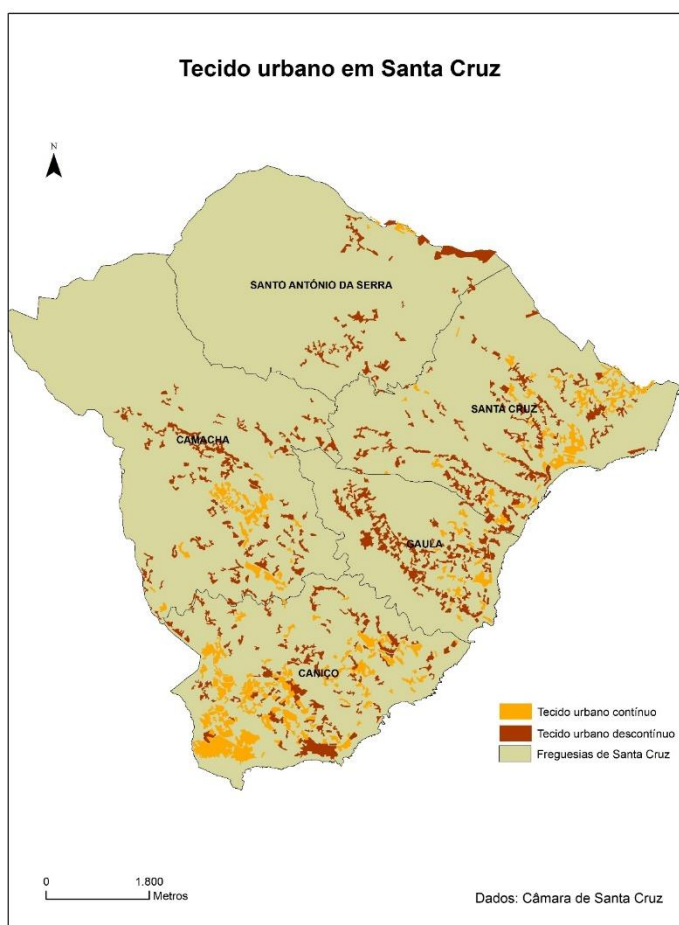 Tecido urbano em Santa Cruz
N
SANTO ANTÔNIO DA SERRA
SANTA CRUZ
CAMACHA
GAULA
CANIÇO
Tecido urbano contínuo
Tecido urbano descontínuo
Freguesias de Santa Cruz
0 1.800
Metros
Dados: Câmara de Santa Cruz